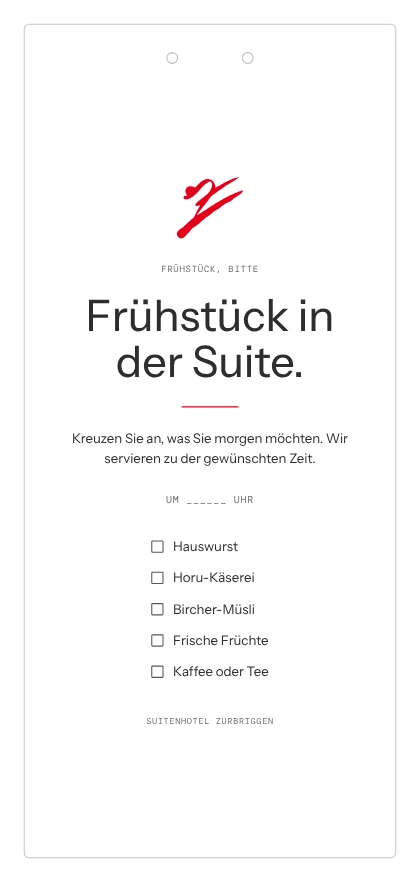 FRÜHSTÜCK, BITTE
Frühstück in
der Suite.
Kreuzen Sie an, was Sie morgen möchten. Wir
servieren zu der gewünschten Zeit.
UM ______ UHR
Hauswurst
Horu-Käserei
Bircher-Müsli
Frische Früchte
Kaffee oder Tee
SUITENHOTEL ZURBRIGGEN